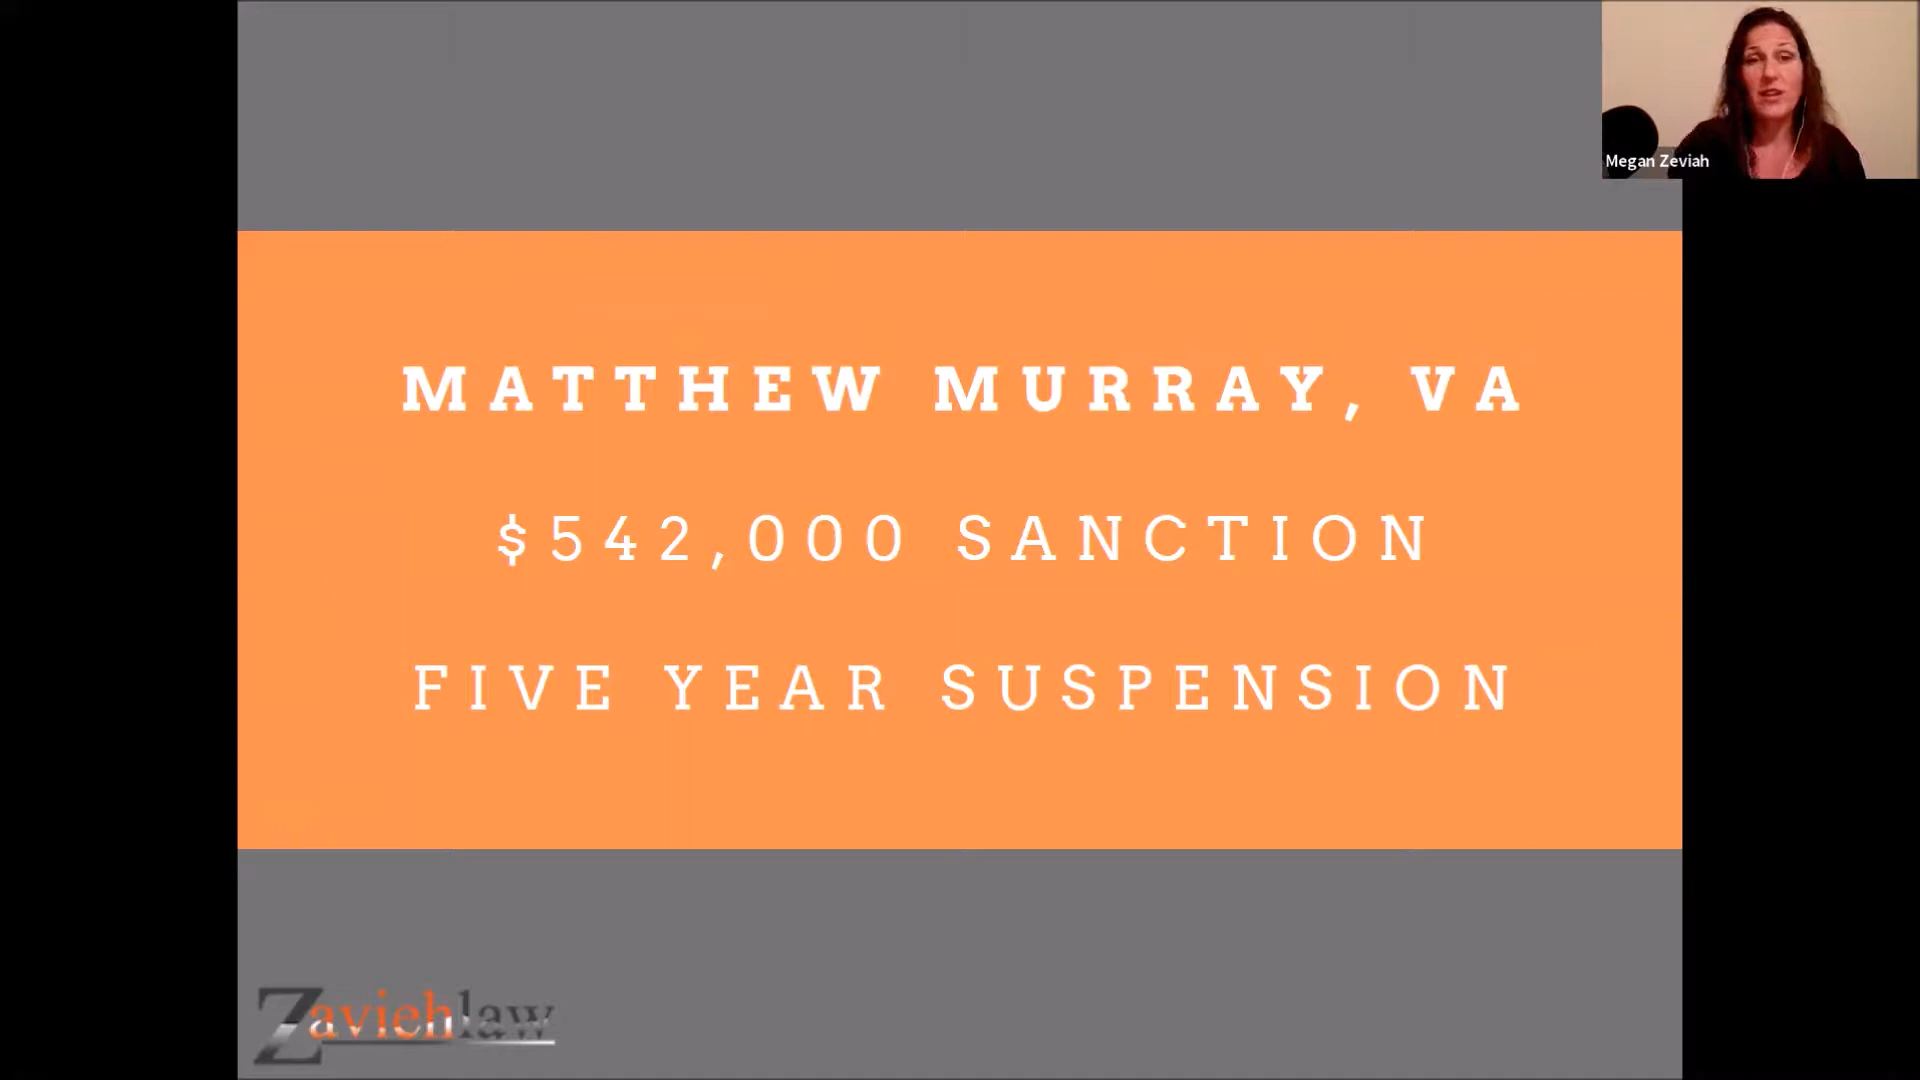 Megan Zeviah
MATTHEW MURRAY, VA
$542,000 SANCTION
FIVE YEAR SUSPENSION
Zaviehlaw